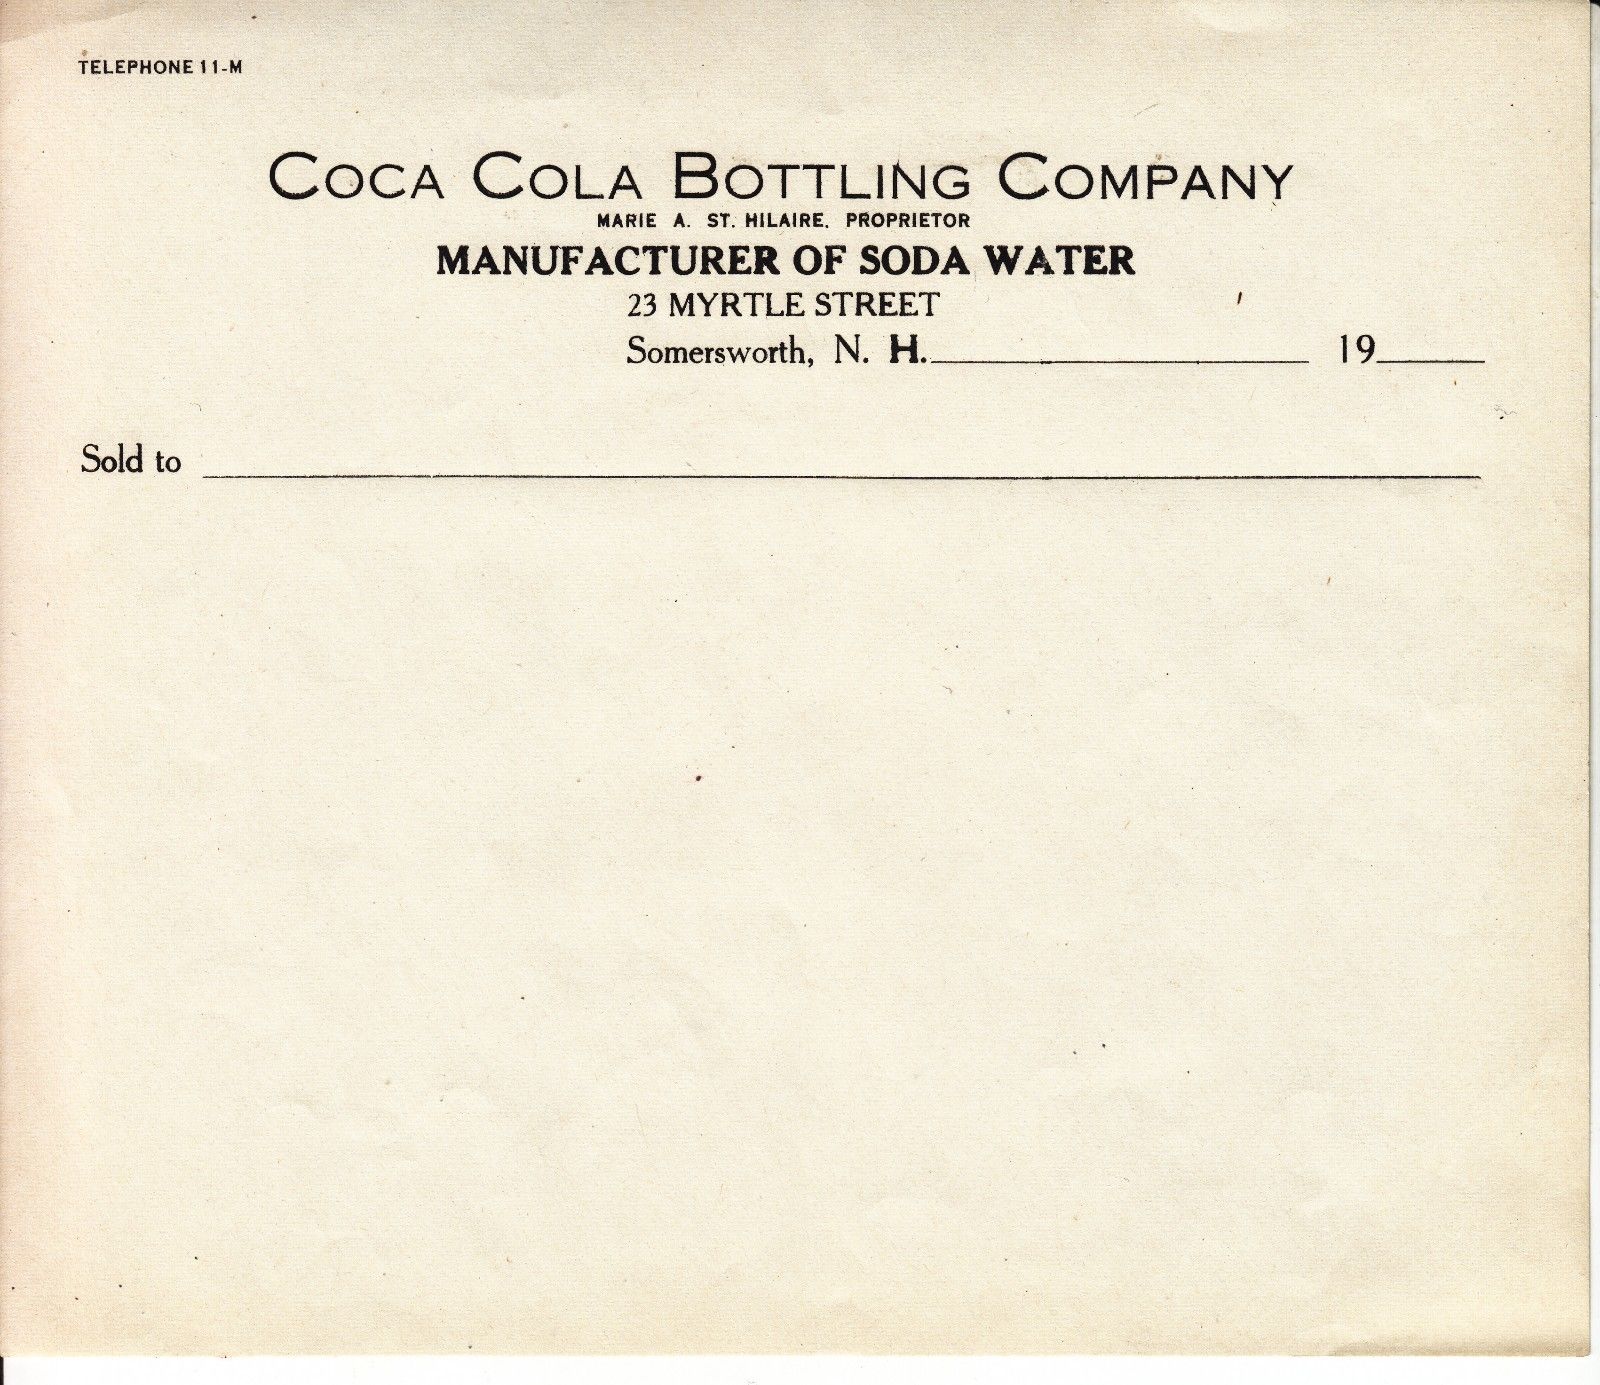 TELEPHONE 11-M
COCA COLA BOTTLING COMPANY
MARIE A. ST. HILAIRE, PROPRIETOR
MANUFACTURER OF SODA WATER
23 MYRTLE STREET
Somersworth, N. H. 19
Sold to